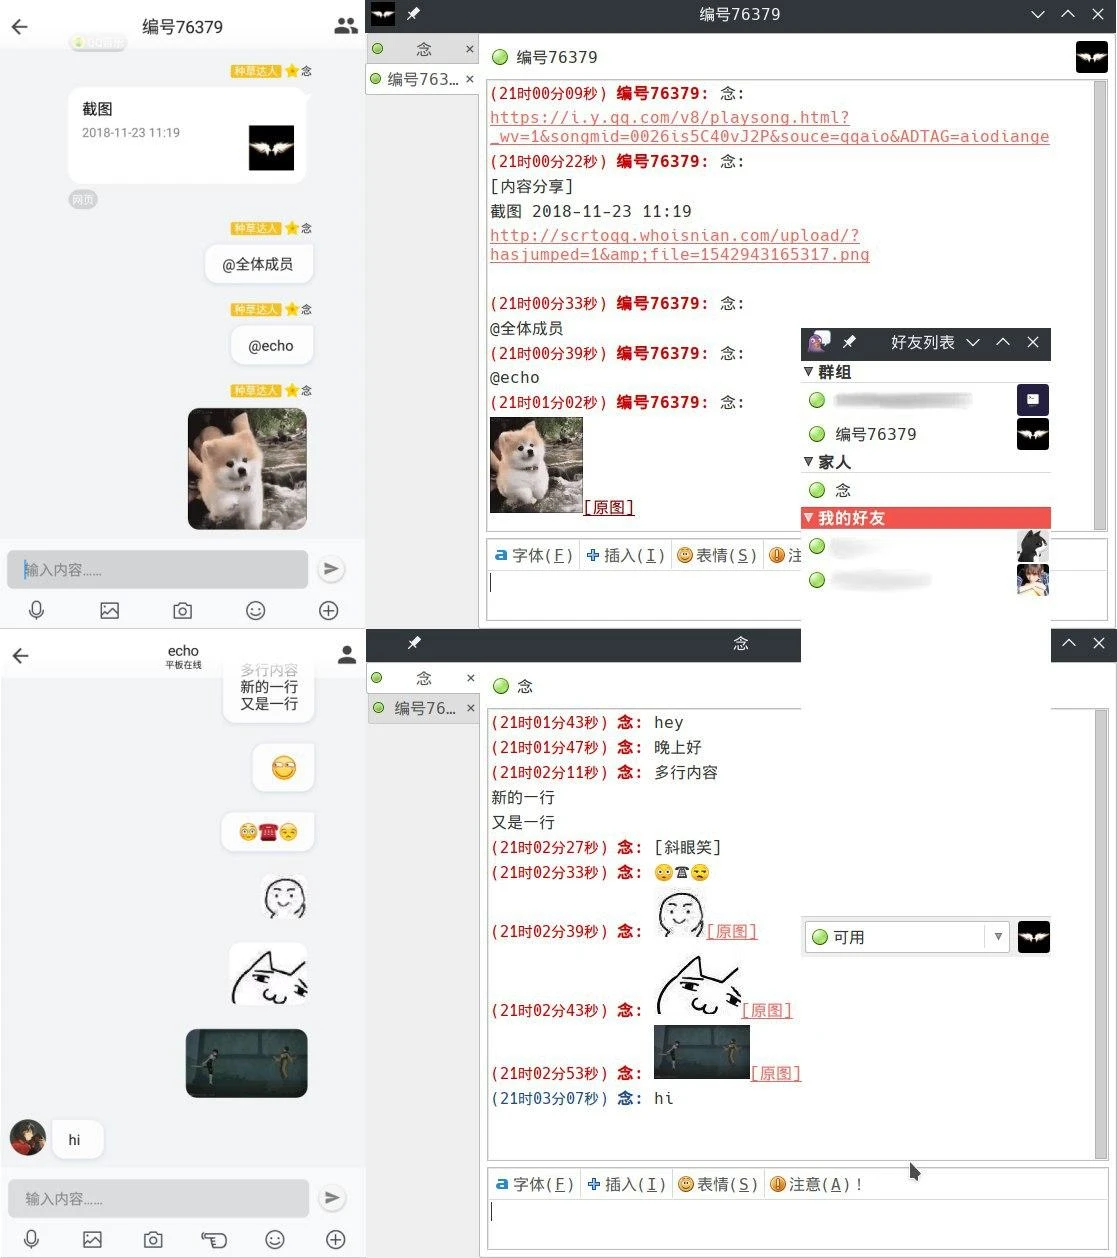 编号76379
QQ音乐
种草达人 念
截图
2018-11-23 11:19
网页
种草达人 念
@全体成员
种草达人 念
@echo
种草达人 念
输入内容……
编号76379
念 ×
编号763... ×
编号76379
(21时00分09秒) 编号76379: 念:
https://i.y.qq.com/v8/playsong.html?
_wv=1&songmid=0026is5C40vJ2P&souce=qqaio&ADTAG=aiodiange
(21时00分22秒) 编号76379: 念:
[内容分享]
截图 2018-11-23 11:19
http://scrtoqq.whoisnian.com/upload/?
hasjumped=1&amp;file=1542943165317.png
(21时00分33秒) 编号76379: 念:
@全体成员
(21时00分39秒) 编号76379: 念:
@echo
(21时01分02秒) 编号76379: 念:
[原图]
a 字体(F) 插入(I) 表情(S) 注
好友列表
群组
编号76379
家人
念
我的好友
可用
echo
平板在线
多行内容
新的一行
又是一行
hi
输入内容……
念
念 ×
编号76... ×
念
(21时01分43秒) 念: hey
(21时01分47秒) 念: 晚上好
(21时02分11秒) 念: 多行内容
新的一行
又是一行
(21时02分27秒) 念: [斜眼笑]
(21时02分33秒) 念: 😳☎😒
(21时02分39秒) 念: [原图]
(21时02分43秒) 念: [原图]
(21时02分53秒) 念: [原图]
(21时03分07秒) 念: hi
a 字体(F) 插入(I) 表情(S) 注意(A)!